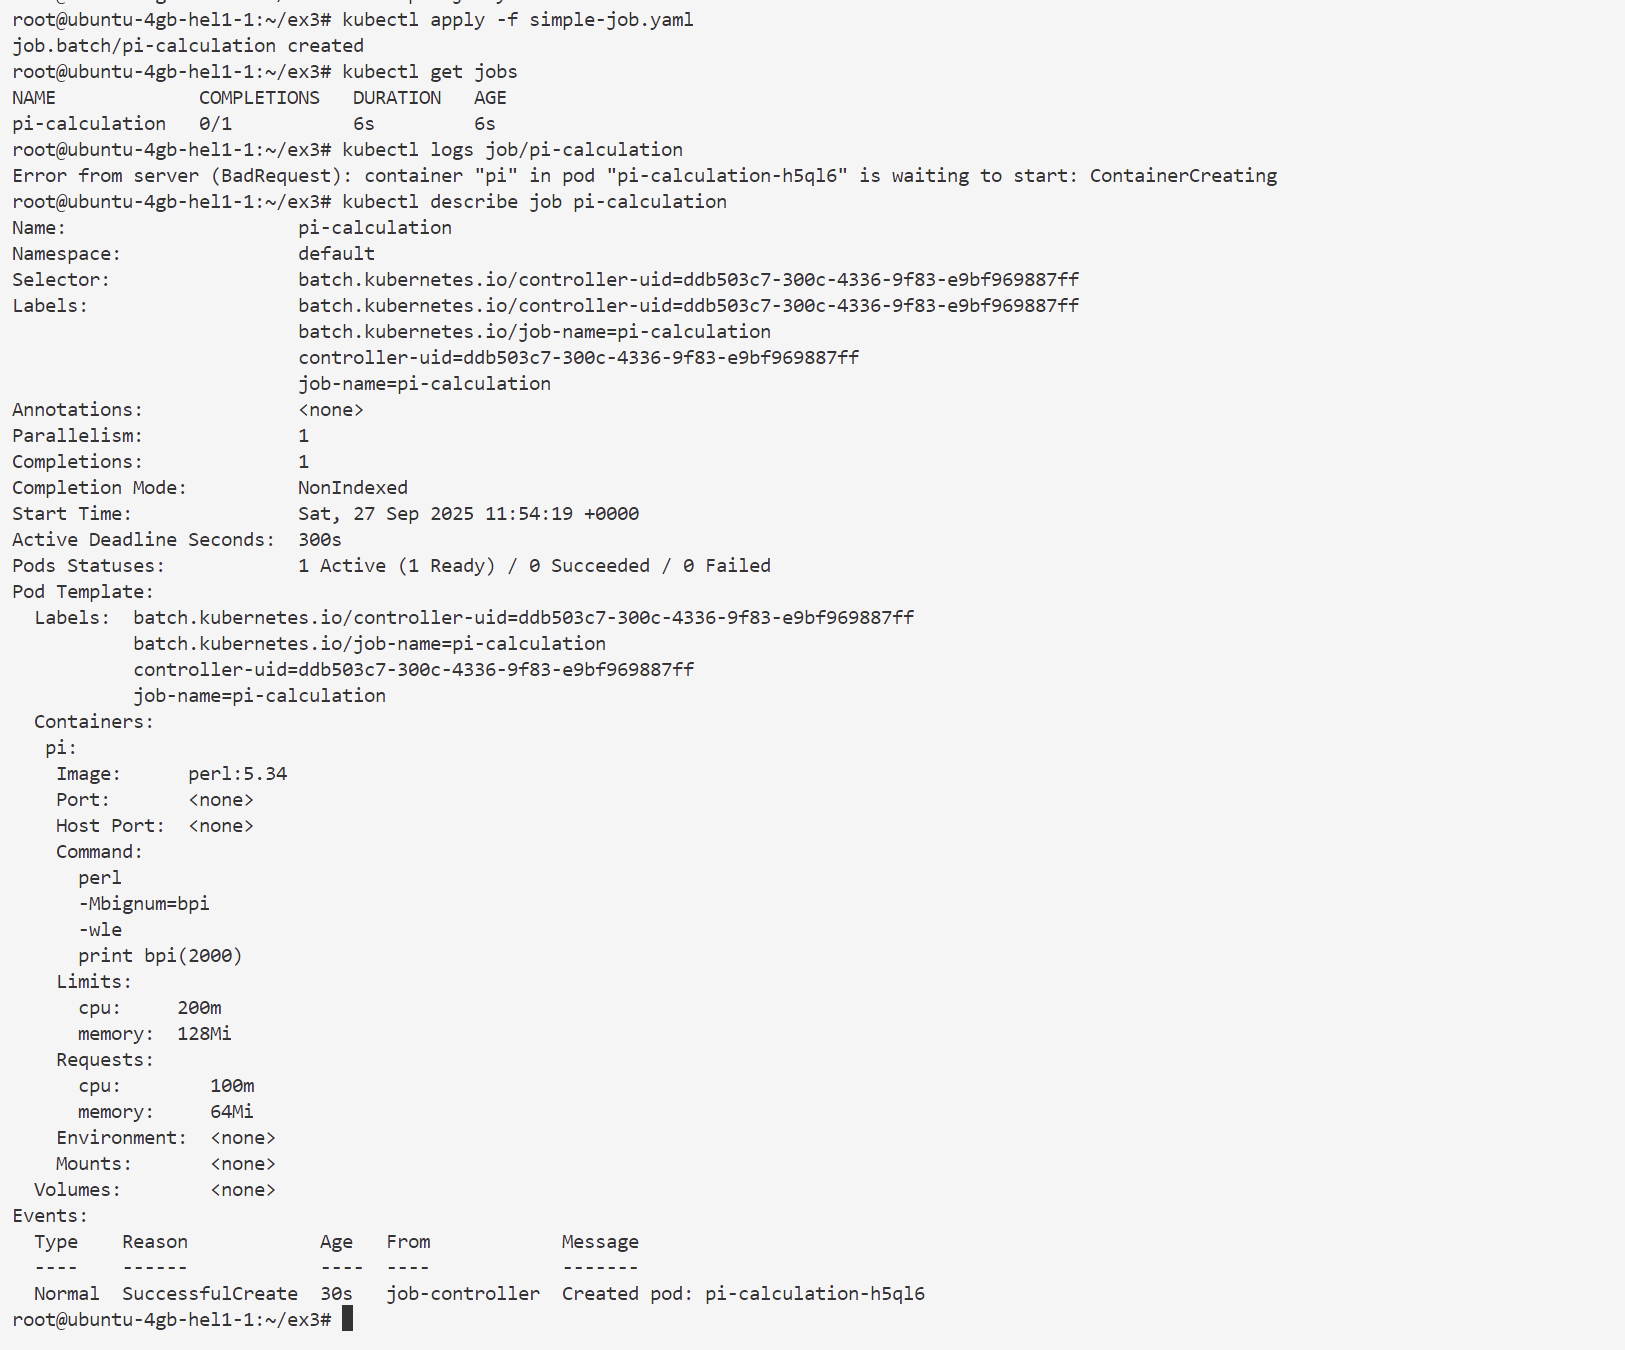 root@ubuntu-4gb-hel1-1:~/ex3# kubectl apply -f simple-job.yaml
job.batch/pi-calculation created
root@ubuntu-4gb-hel1-1:~/ex3# kubectl get jobs
NAME             COMPLETIONS   DURATION   AGE
pi-calculation   0/1           6s         6s
root@ubuntu-4gb-hel1-1:~/ex3# kubectl logs job/pi-calculation
Error from server (BadRequest): container "pi" in pod "pi-calculation-h5ql6" is waiting to start: ContainerCreating
root@ubuntu-4gb-hel1-1:~/ex3# kubectl describe job pi-calculation
Name:                     pi-calculation
Namespace:                default
Selector:                 batch.kubernetes.io/controller-uid=ddb503c7-300c-4336-9f83-e9bf969887ff
Labels:                   batch.kubernetes.io/controller-uid=ddb503c7-300c-4336-9f83-e9bf969887ff
                          batch.kubernetes.io/job-name=pi-calculation
                          controller-uid=ddb503c7-300c-4336-9f83-e9bf969887ff
                          job-name=pi-calculation
Annotations:              <none>
Parallelism:              1
Completions:              1
Completion Mode:          NonIndexed
Start Time:               Sat, 27 Sep 2025 11:54:19 +0000
Active Deadline Seconds:  300s
Pods Statuses:            1 Active (1 Ready) / 0 Succeeded / 0 Failed
Pod Template:
  Labels:  batch.kubernetes.io/controller-uid=ddb503c7-300c-4336-9f83-e9bf969887ff
           batch.kubernetes.io/job-name=pi-calculation
           controller-uid=ddb503c7-300c-4336-9f83-e9bf969887ff
           job-name=pi-calculation
  Containers:
   pi:
    Image:      perl:5.34
    Port:       <none>
    Host Port:  <none>
    Command:
      perl
      -Mbignum=bpi
      -wle
      print bpi(2000)
    Limits:
      cpu:     200m
      memory:  128Mi
    Requests:
      cpu:        100m
      memory:     64Mi
    Environment:  <none>
    Mounts:       <none>
  Volumes:        <none>
Events:
  Type    Reason            Age   From            Message
  ----    ------            ----  ----            -------
  Normal  SuccessfulCreate  30s   job-controller  Created pod: pi-calculation-h5ql6
root@ubuntu-4gb-hel1-1:~/ex3#